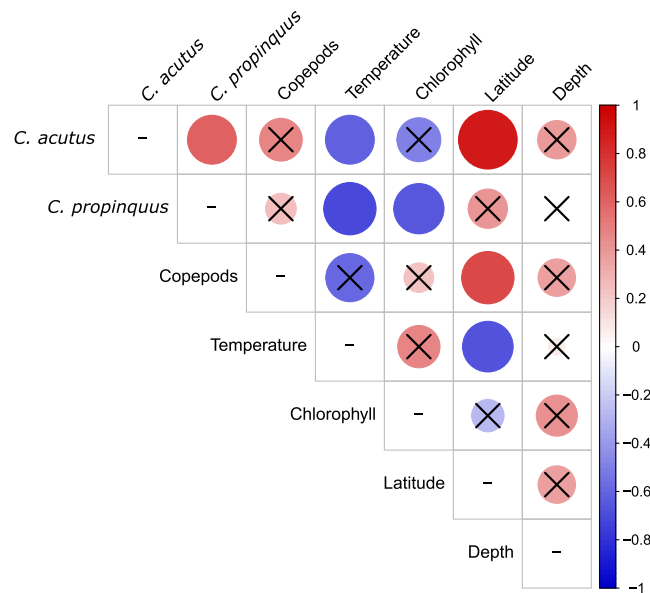 C. acutus
C. propinquus
Copepods
Temperature
Chlorophyll
Latitude
Depth
C. acutus –
C. propinquus –
Copepods –
Temperature –
Chlorophyll –
Latitude –
Depth –
1
0.8
0.6
0.4
0.2
0
−0.2
−0.4
−0.6
−0.8
−1